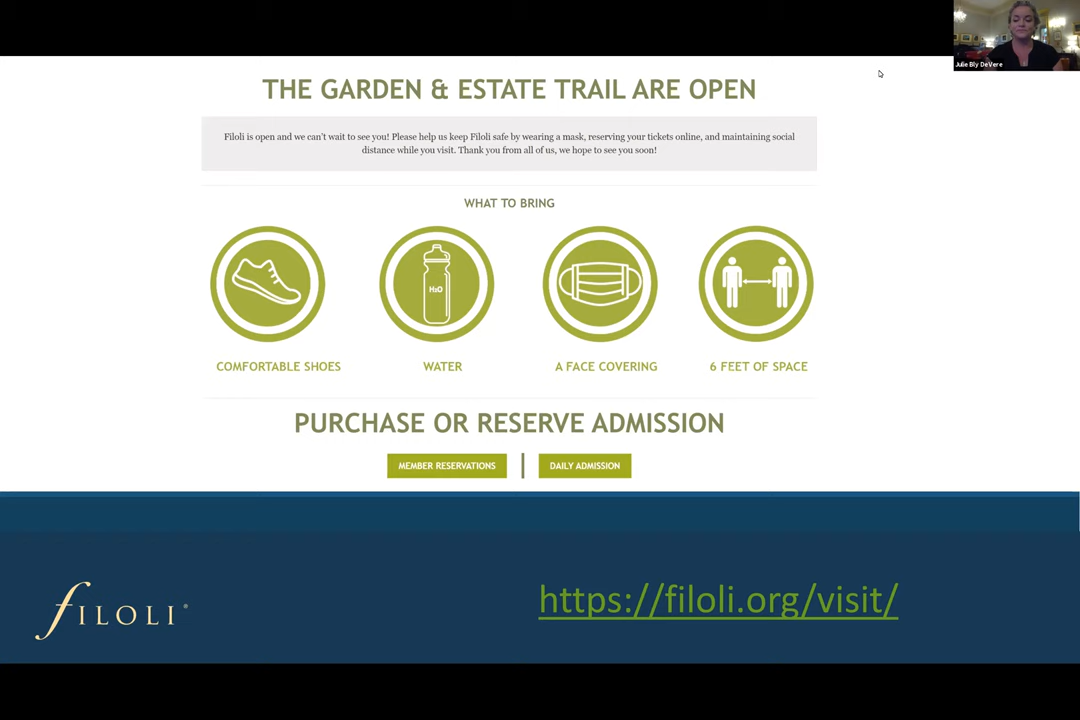 Julie Bly DeVere
THE GARDEN & ESTATE TRAIL ARE OPEN
Filoli is open and we can't wait to see you! Please help us keep Filoli safe by wearing a mask, reserving your tickets online, and maintaining social
distance while you visit. Thank you from all of us, we hope to see you soon!
WHAT TO BRING
H2O
COMFORTABLE SHOES
WATER
A FACE COVERING
6 FEET OF SPACE
PURCHASE OR RESERVE ADMISSION
MEMBER RESERVATIONS
DAILY ADMISSION
FILOLI®
https://filoli.org/visit/